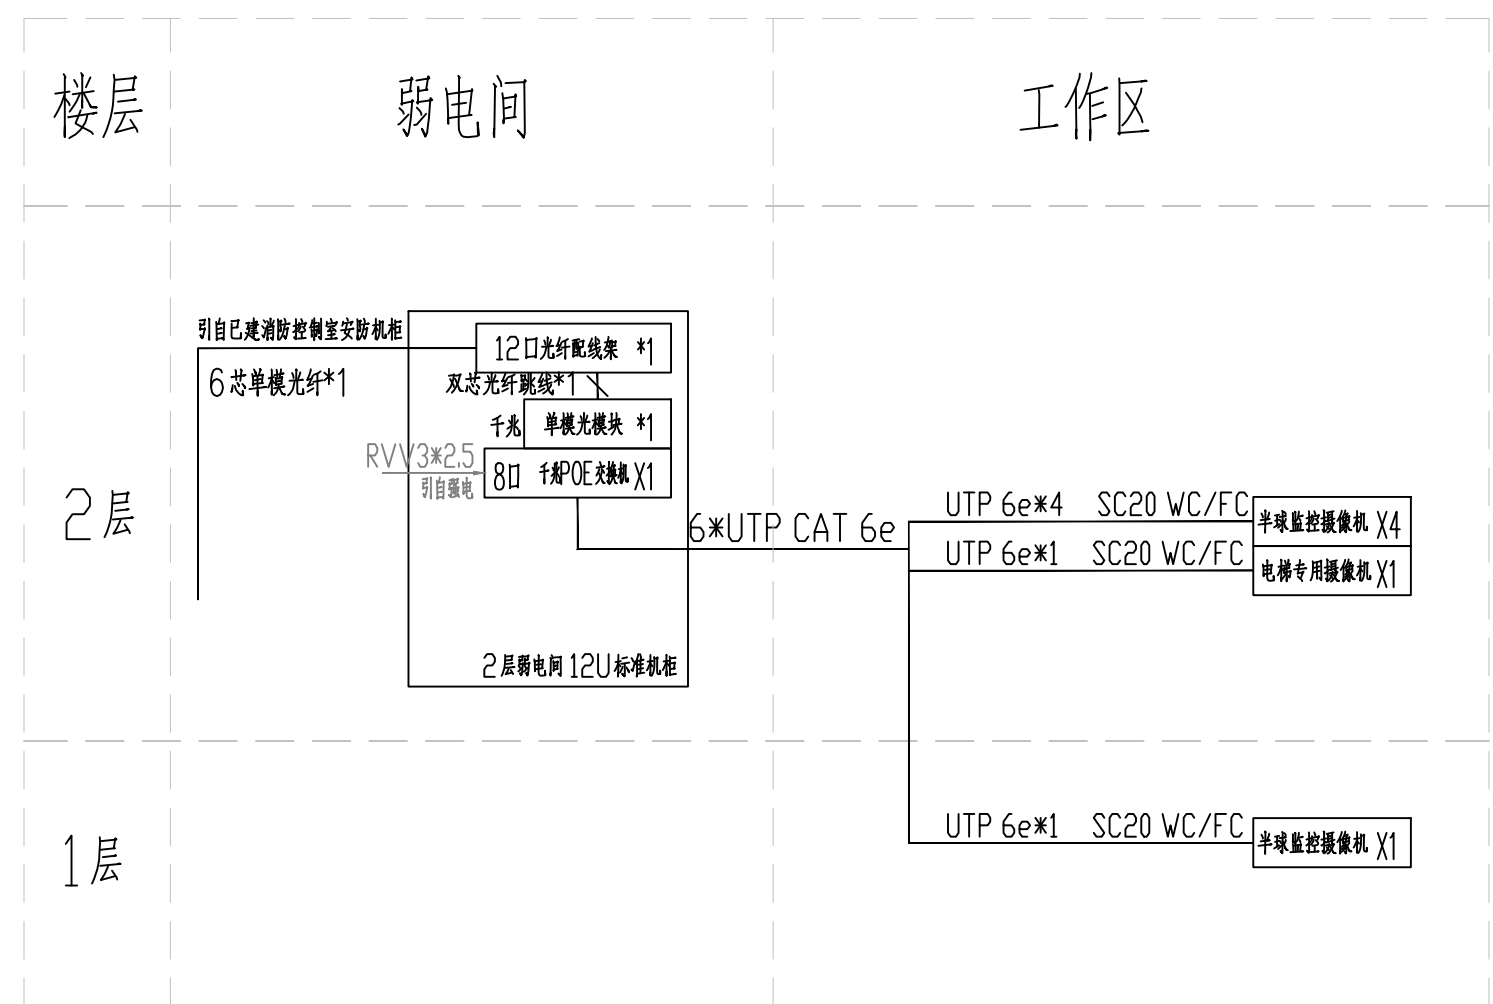 楼层
弱电间
工作区
引自已建消防控制室安防机柜
6芯单模光纤*1
12口光纤配线架 *1
双芯光纤跳线*1
千兆
单模光模块 *1
RVV3*2.5
引自强电
8口 千兆POE交换机 X1
2层
6*UTP CAT 6e
UTP 6e*4 SC20 WC/FC
半球监控摄像机 X4
UTP 6e*1 SC20 WC/FC
电梯专用摄像机 X1
2层弱电间12U标准机柜
1层
UTP 6e*1 SC20 WC/FC
半球监控摄像机 X1